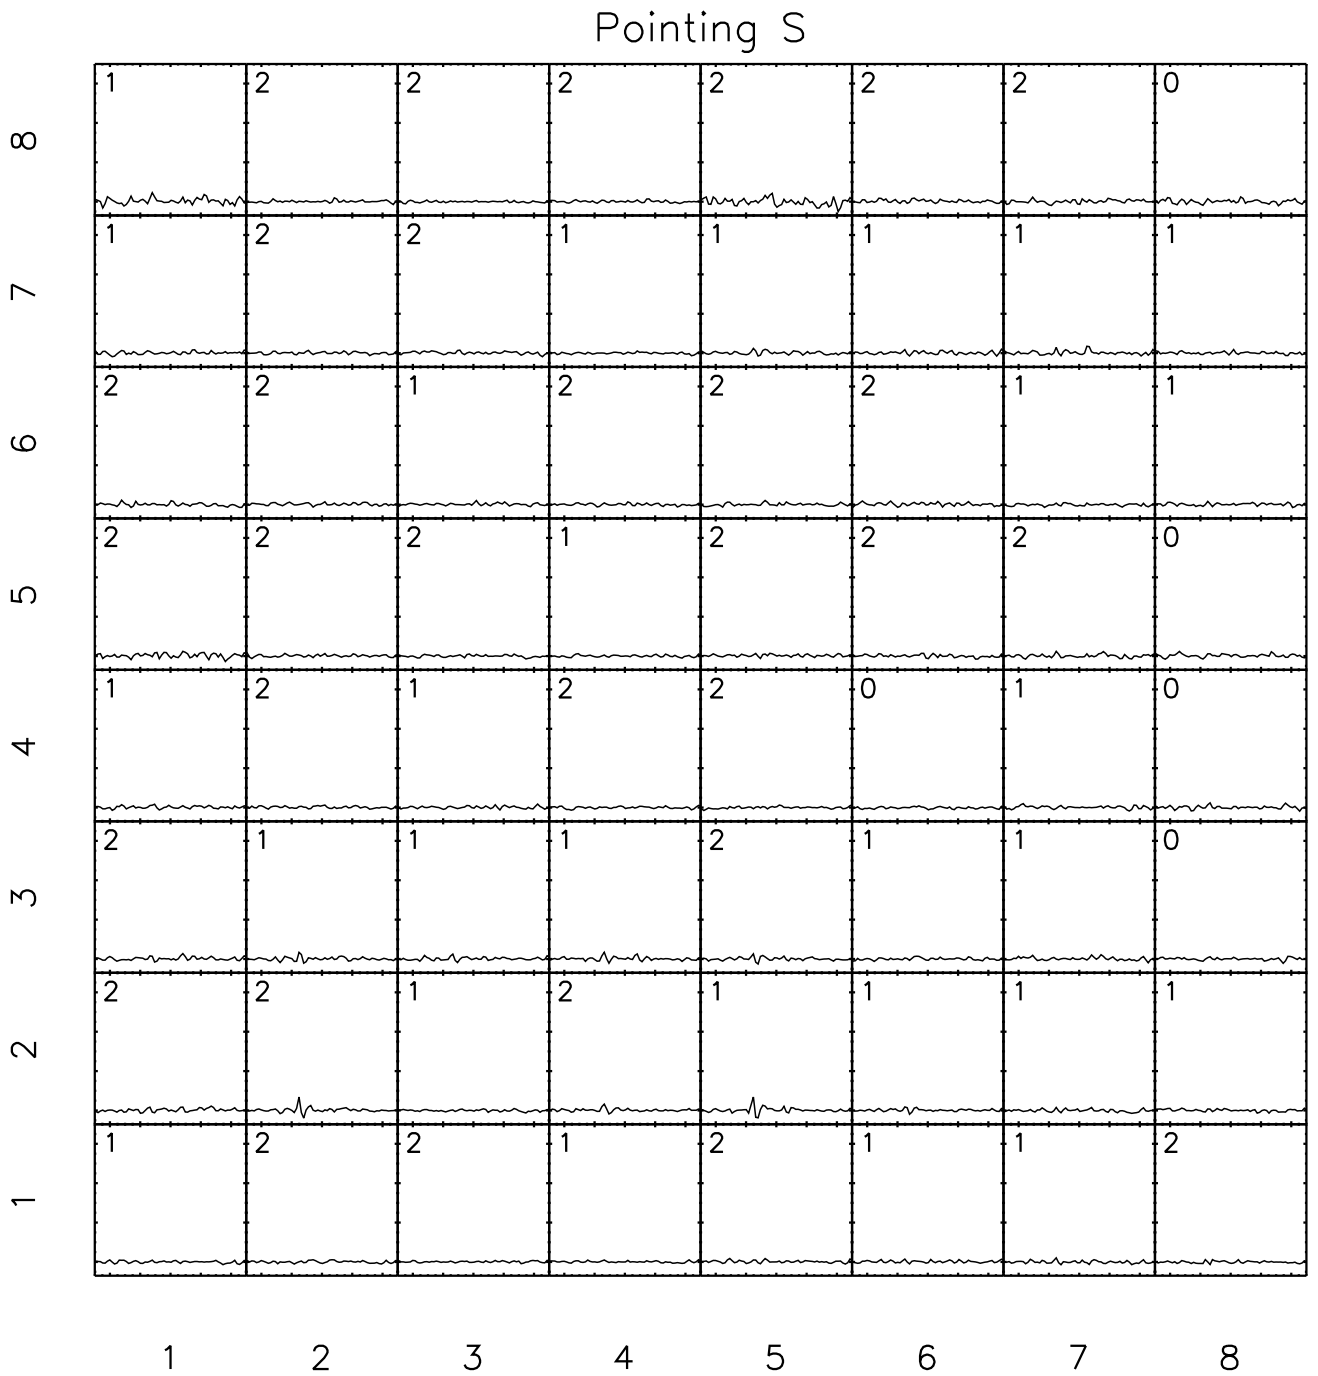 Pointing S
8 1 2 2 2 2 2 2 0
7 1 2 2 1 1 1 1 1
6 2 2 1 2 2 2 1 1
5 2 2 2 1 2 2 2 0
4 1 2 1 2 2 0 1 0
3 2 1 1 1 2 1 1 0
2 2 2 1 2 1 1 1 1
1 1 2 2 1 2 1 1 2
1 2 3 4 5 6 7 8